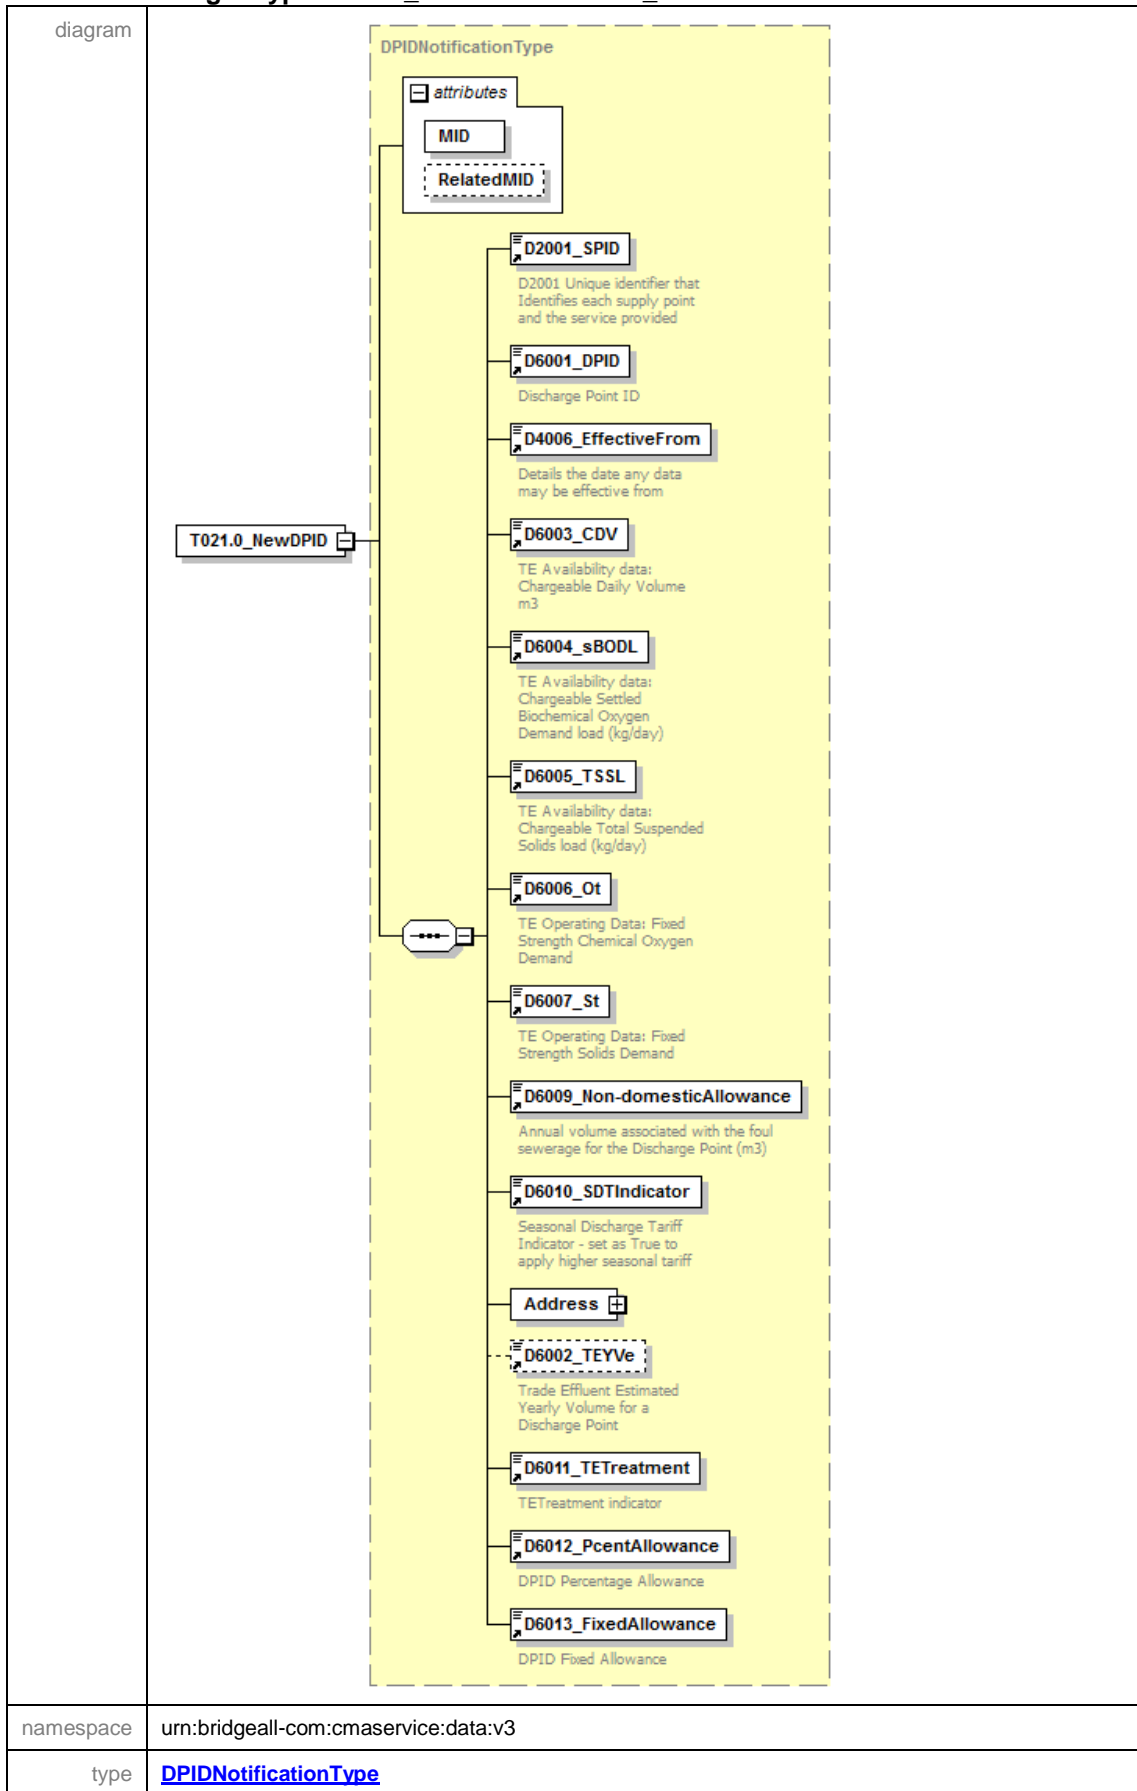 diagram
DPIDNotificationType
attributes
MID
RelatedMID
D2001_SPID
D2001 Unique identifier that
Identifies each supply point
and the service provided
D6001_DPID
Discharge Point ID
D4006_EffectiveFrom
Details the date any data
may be effective from
T021.0_NewDPID
D6003_CDV
TE Availability data:
Chargeable Daily Volume
m3
D6004_sBODL
TE Availability data:
Chargeable Settled
Biochemical Oxygen
Demand load (kg/day)
D6005_TSSL
TE Availability data:
Chargeable Total Suspended
Solids load (kg/day)
D6006_Ot
TE Operating Data: Fixed
Strength Chemical Oxygen
Demand
D6007_St
TE Operating Data: Fixed
Strength Solids Demand
D6009_Non-domesticAllowance
Annual volume associated with the foul
sewerage for the Discharge Point (m3)
D6010_SDTIndicator
Seasonal Discharge Tariff
Indicator - set as True to
apply higher seasonal tariff
Address
D6002_TEYVe
Trade Effluent Estimated
Yearly Volume for a
Discharge Point
D6011_TETreatment
TETreatment indicator
D6012_PcentAllowance
DPID Percentage Allowance
D6013_FixedAllowance
DPID Fixed Allowance
namespace
urn:bridgeall-com:cmaservice:data:v3
type
DPIDNotificationType